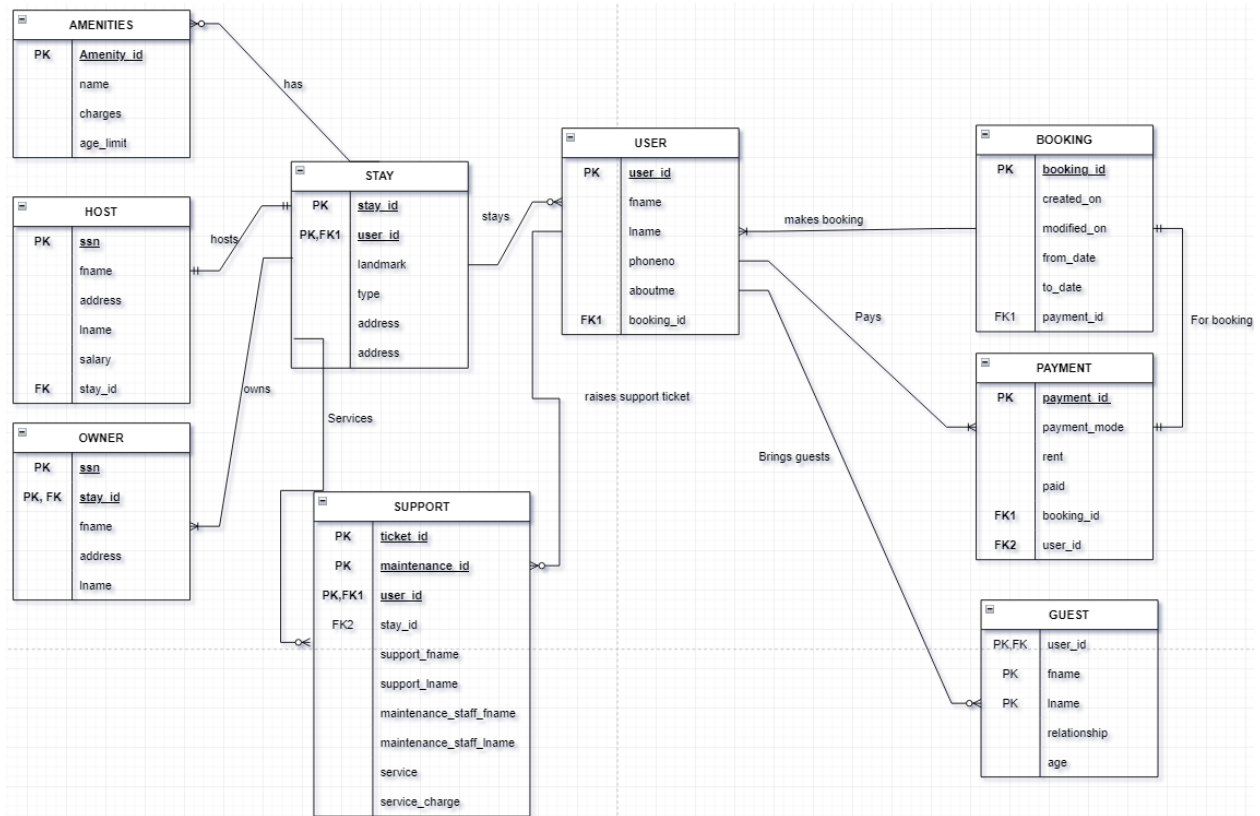 AMENITIES
PK Amenity_id
name
charges
age_limit
has
HOST
PK ssn
fname
address
lname
salary
FK stay_id
hosts
OWNER
PK ssn
PK, FK stay_id
fname
address
lname
owns
STAY
PK stay_id
PK,FK1 user_id
landmark
type
address
address
stays
Services
USER
PK user_id
fname
lname
phoneno
aboutme
FK1 booking_id
makes booking
raises support ticket
Pays
Brings guests
SUPPORT
PK ticket_id
PK maintenance_id
PK,FK1 user_id
FK2 stay_id
support_fname
support_lname
maintenance_staff_fname
maintenance_staff_lname
service
service_charge
BOOKING
PK booking_id
created_on
modified_on
from_date
to_date
FK1 payment_id
For booking
PAYMENT
PK payment_id
payment_mode
rent
paid
FK1 booking_id
FK2 user_id
GUEST
PK,FK user_id
PK fname
PK lname
relationship
age